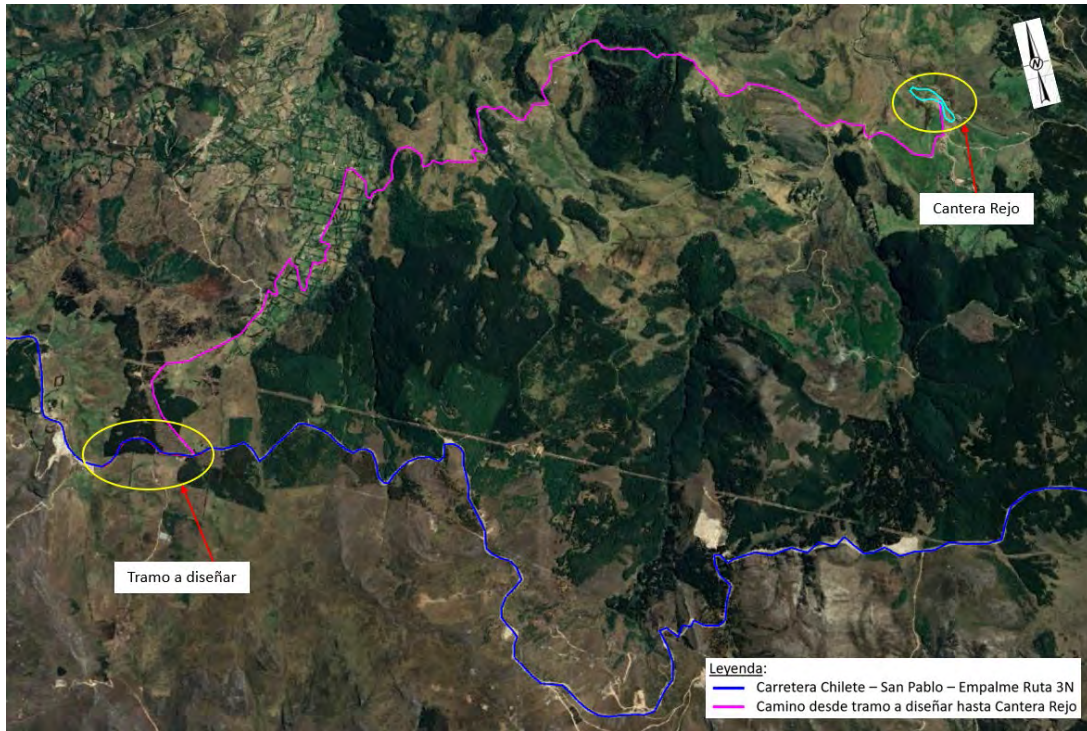 N
Cantera Rejo
Tramo a diseñar
Leyenda:
Carretera Chilete – San Pablo – Empalme Ruta 3N
Camino desde tramo a diseñar hasta Cantera Rejo